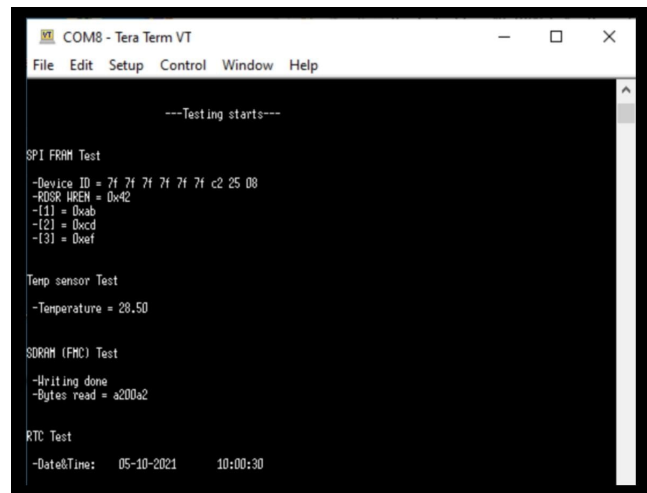 COM8 - Tera Term VT
File Edit Setup Control Window Help
---Testing starts---
SPI FRAM Test
-Device ID = 7f 7f 7f 7f 7f 7f c2 25 08
-RDSR WREN = 0x42
-[1] = 0xab
-[2] = 0xcd
-[3] = 0xef
Temp sensor Test
-Temperature = 28.50
SDRAM (FMC) Test
-Writing done
-Bytes read = a200a2
RTC Test
-Date&Time: 05-10-2021 10:00:30